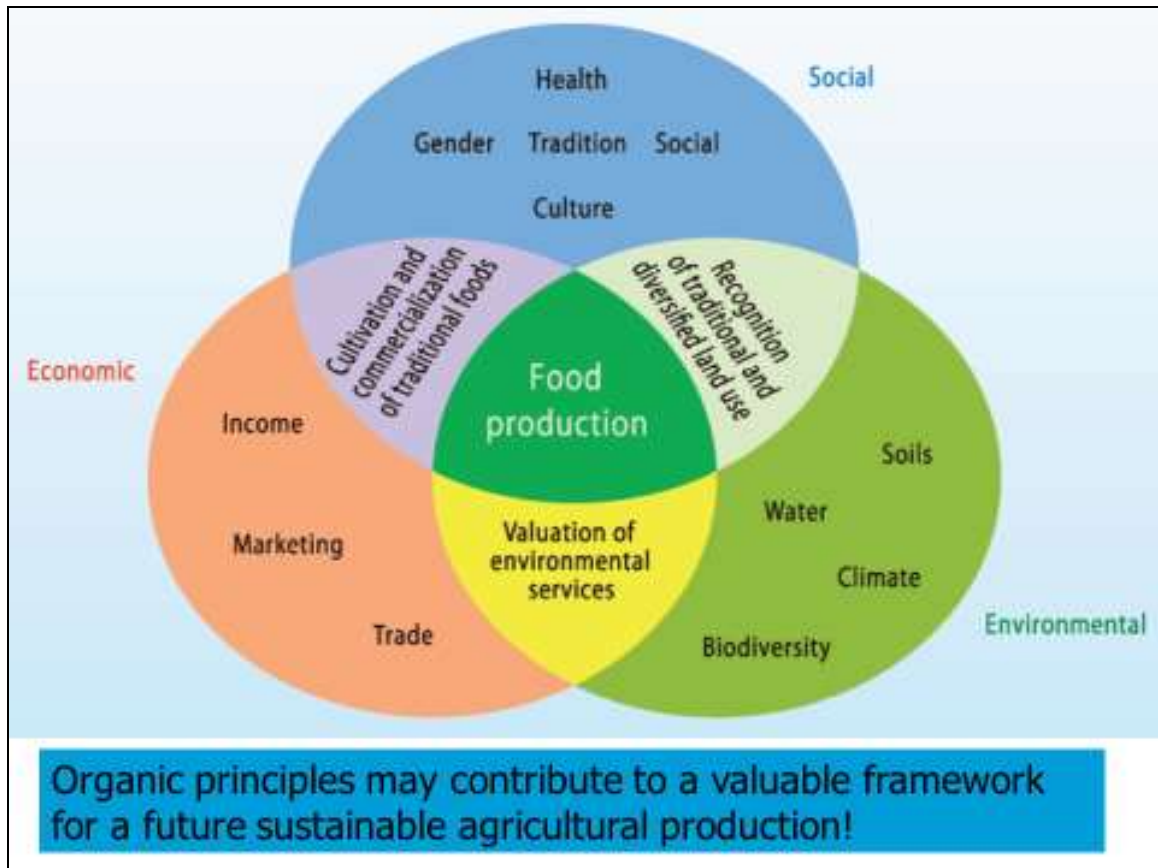 Health
Social
Gender Tradition Social
Culture
Cultivation and
commercialization
of traditional foods
Recognition
of traditional and
diversified land use
Economic
Food
production
Income
Soils
Water
Marketing
Valuation of
environmental
services
Climate
Trade
Environmental
Biodiversity
Organic principles may contribute to a valuable framework
for a future sustainable agricultural production!